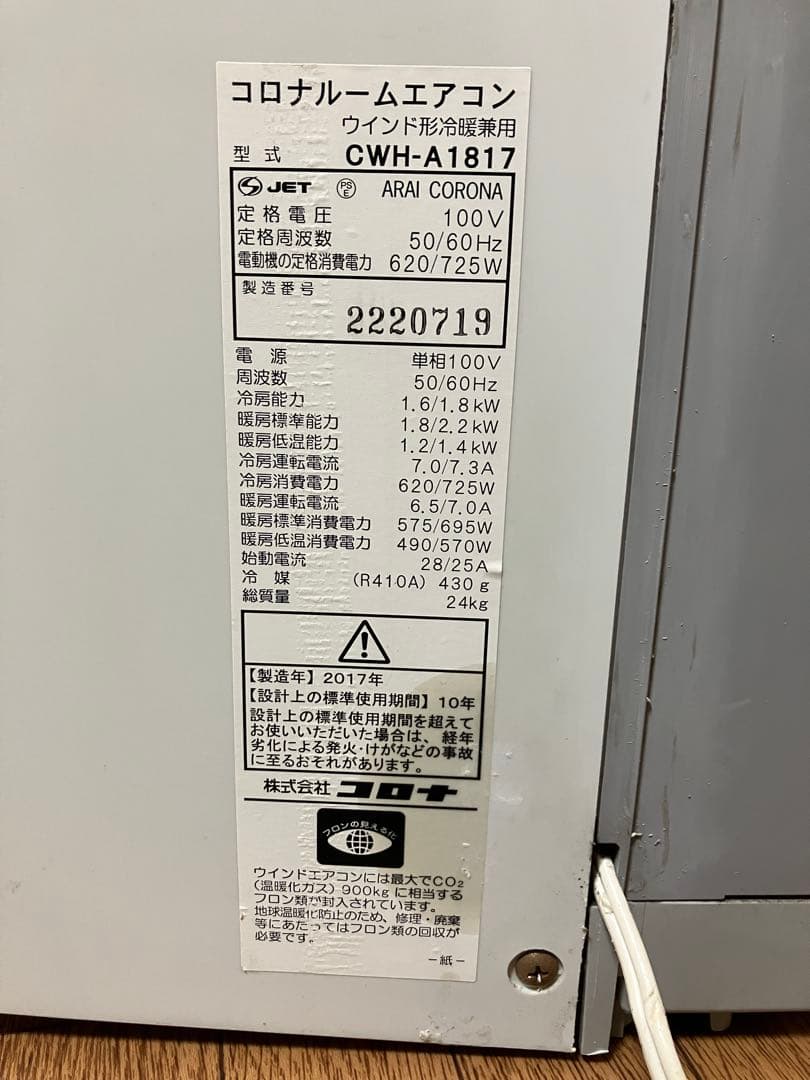 コロナルームエアコン
ウインド形冷暖兼用
型式 CWH-A1817
JET PSE ARAI CORONA
定格電圧 100V
定格周波数 50/60Hz
電動機の定格消費電力 620/725W
製造番号
2220719
電源 単相100V
周波数 50/60Hz
冷房能力 1.6/1.8kW
暖房標準能力 1.8/2.2kW
暖房低温能力 1.2/1.4kW
冷房運転電流 7.0/7.3A
冷房消費電力 620/725W
暖房運転電流 6.5/7.0A
暖房標準消費電力 575/695W
暖房低温消費電力 490/570W
始動電流 28/25A
冷媒 (R410A) 430g
総質量 24kg
【製造年】2017年
【設計上の標準使用期間】10年
設計上の標準使用期間を超えて
お使いいただいた場合は、経年
劣化による発火・けがなどの事故
に至るおそれがあります。
株式会社 コロナ
フロンの見える化
ウインドエアコンには最大でCO₂
(温暖化ガス) 900kgに相当する
フロン類が封入されています。
地球温暖化防止のため、修理・廃棄
等にあたってはフロン類の回収が
必要です。
－紙－